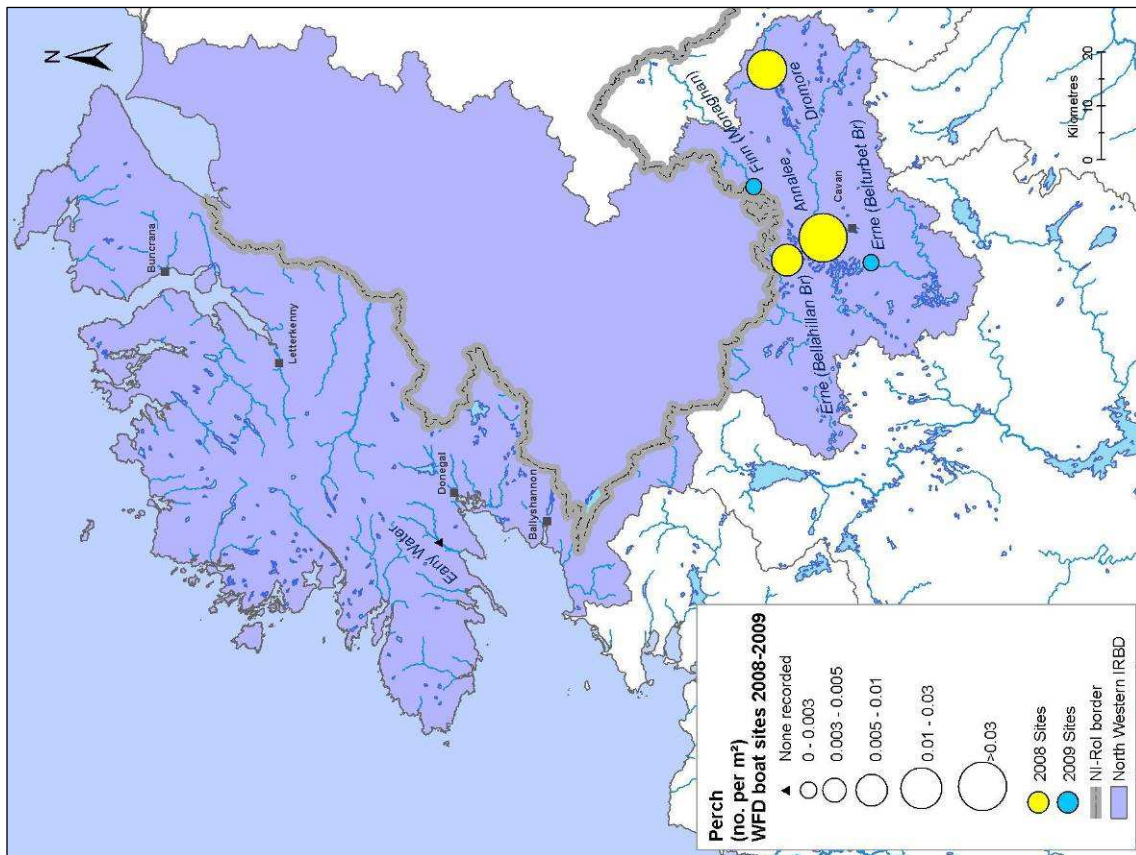 N
Buncrana
Letterkenny
Donegal
Ballyshannon
Eany Water
Finn (Monaghan)
Dromore
Annalee
Cavan
Erne (Belturbet Br)
Erne (Bellahillan Br)
0 10 20
Kilometres
Perch
(no. per m²)
WFD boat sites 2008-2009
None recorded
0 - 0.003
0.003 - 0.005
0.005 - 0.01
0.01 - 0.03
>0.03
2008 Sites
2009 Sites
NI-RoI border
North Western IRBD